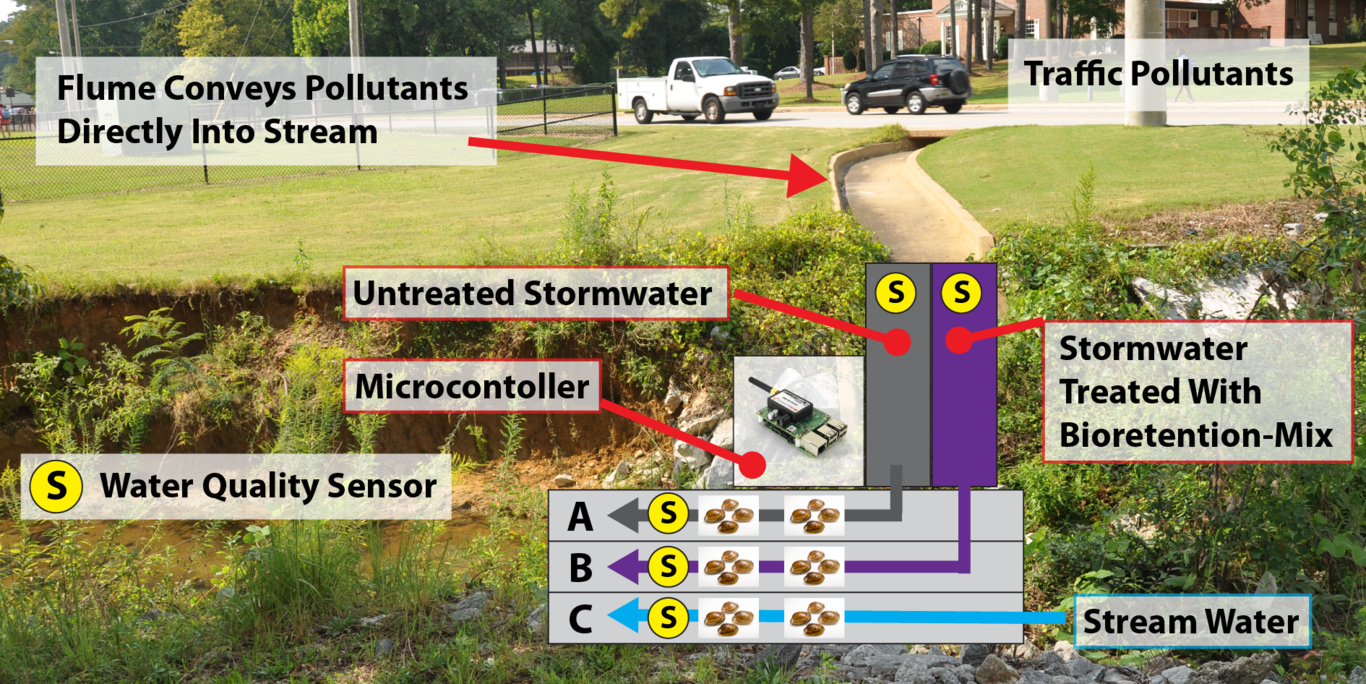 Flume Conveys Pollutants
Directly Into Stream
Traffic Pollutants
Untreated Stormwater
S S
Microcontoller
Stormwater
Treated With
Bioretention-Mix
S Water Quality Sensor
A S
B S
C S
Stream Water